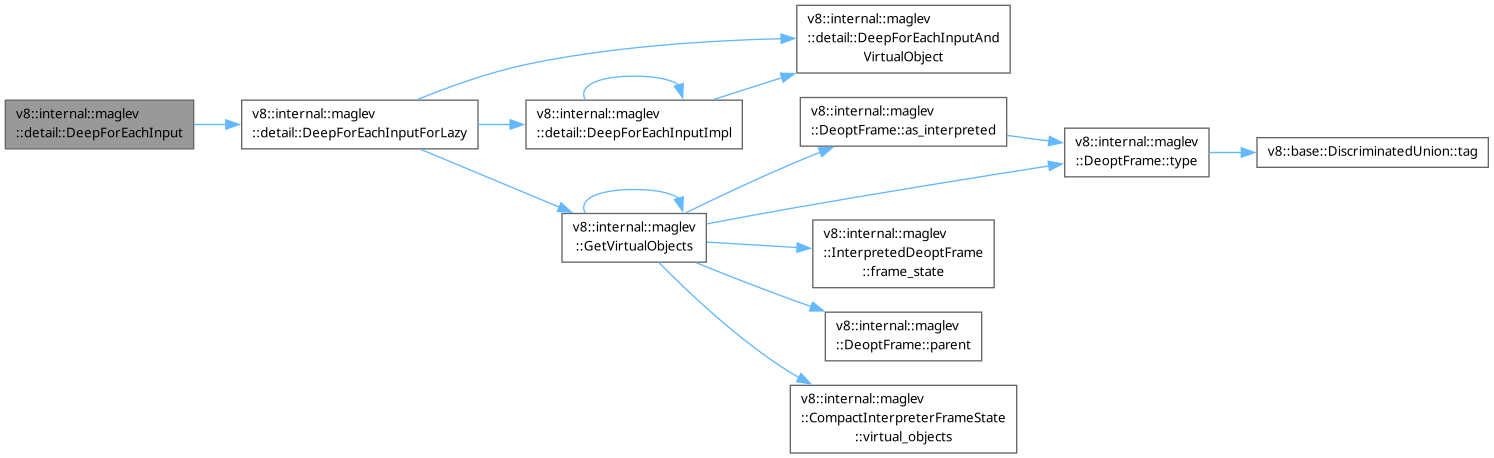 v8::internal::maglev
::detail::DeepForEachInput
v8::internal::maglev
::detail::DeepForEachInputForLazy
v8::internal::maglev
::detail::DeepForEachInputAnd
VirtualObject
v8::internal::maglev
::detail::DeepForEachInputImpl
v8::internal::maglev
::GetVirtualObjects
v8::internal::maglev
::DeoptFrame::as_interpreted
v8::internal::maglev
::DeoptFrame::type
v8::base::DiscriminatedUnion::tag
v8::internal::maglev
::InterpretedDeoptFrame
::frame_state
v8::internal::maglev
::DeoptFrame::parent
v8::internal::maglev
::CompactInterpreterFrameState
::virtual_objects